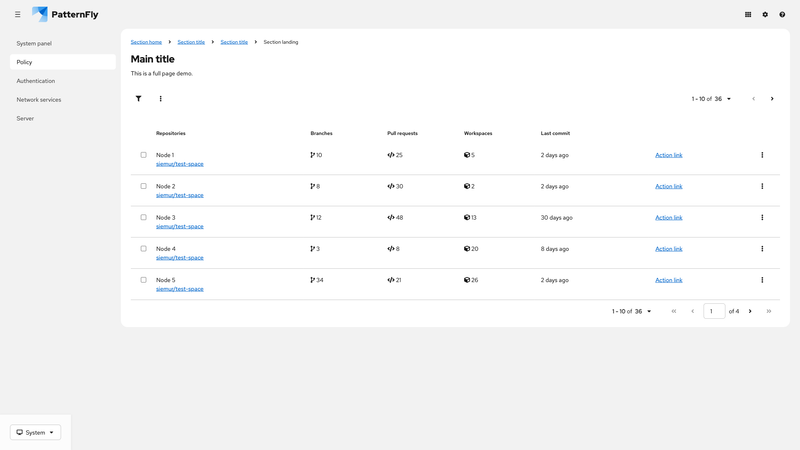 PatternFly
System panel
Policy
Authentication
Network services
Server
Section home Section title Section title Section landing
Main title
This is a full page demo.
1 - 10 of 36
Repositories Branches Pull requests Workspaces Last commit
Node 1 10 25 5 2 days ago Action link
siemur/test-space
Node 2 8 30 2 2 days ago Action link
siemur/test-space
Node 3 12 48 13 30 days ago Action link
siemur/test-space
Node 4 3 8 20 8 days ago Action link
siemur/test-space
Node 5 34 21 26 2 days ago Action link
siemur/test-space
1 - 10 of 36 1 of 4
System